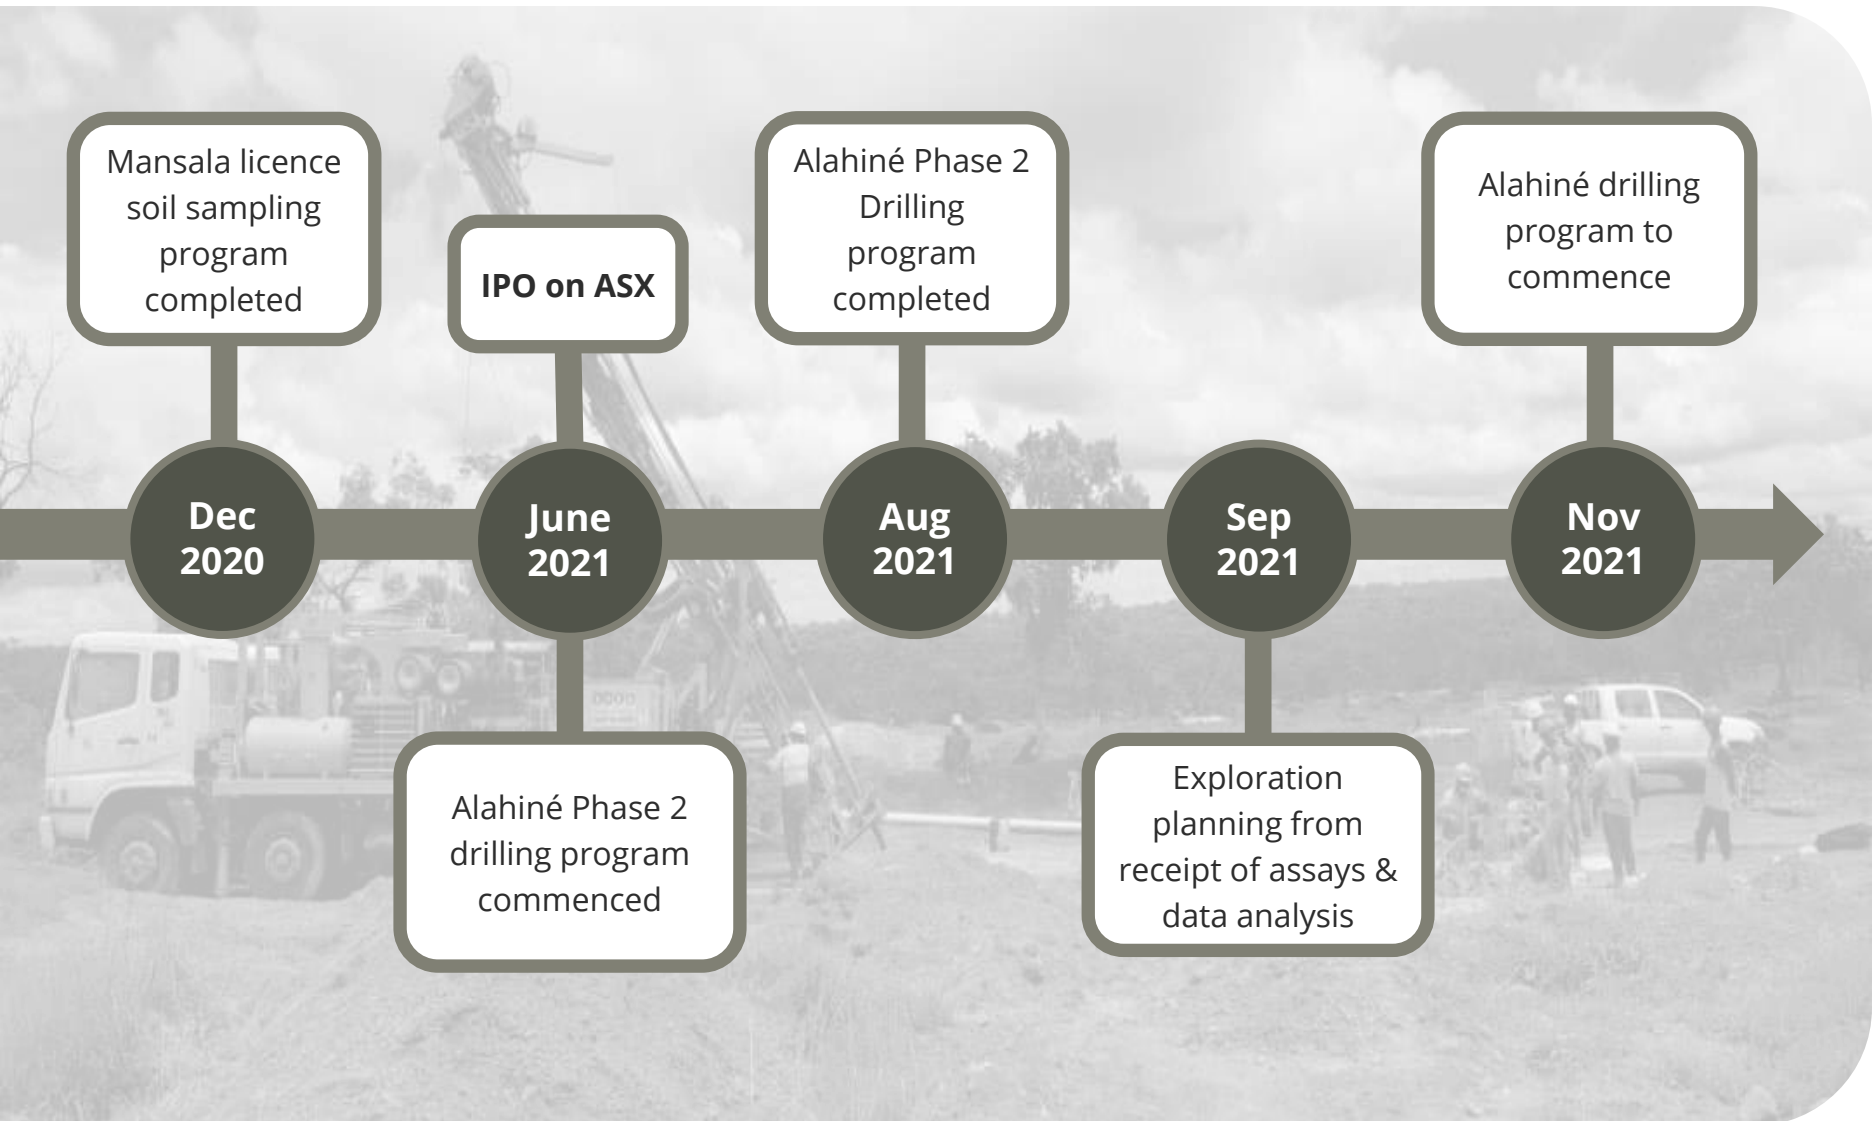 Mansala licence
soil sampling
program
completed
IPO on ASX
Alahiné Phase 2
Drilling
program
completed
Alahiné drilling
program to
commence
Dec
2020
June
2021
Aug
2021
Sep
2021
Nov
2021
Alahiné Phase 2
drilling program
commenced
Exploration
planning from
receipt of assays &
data analysis